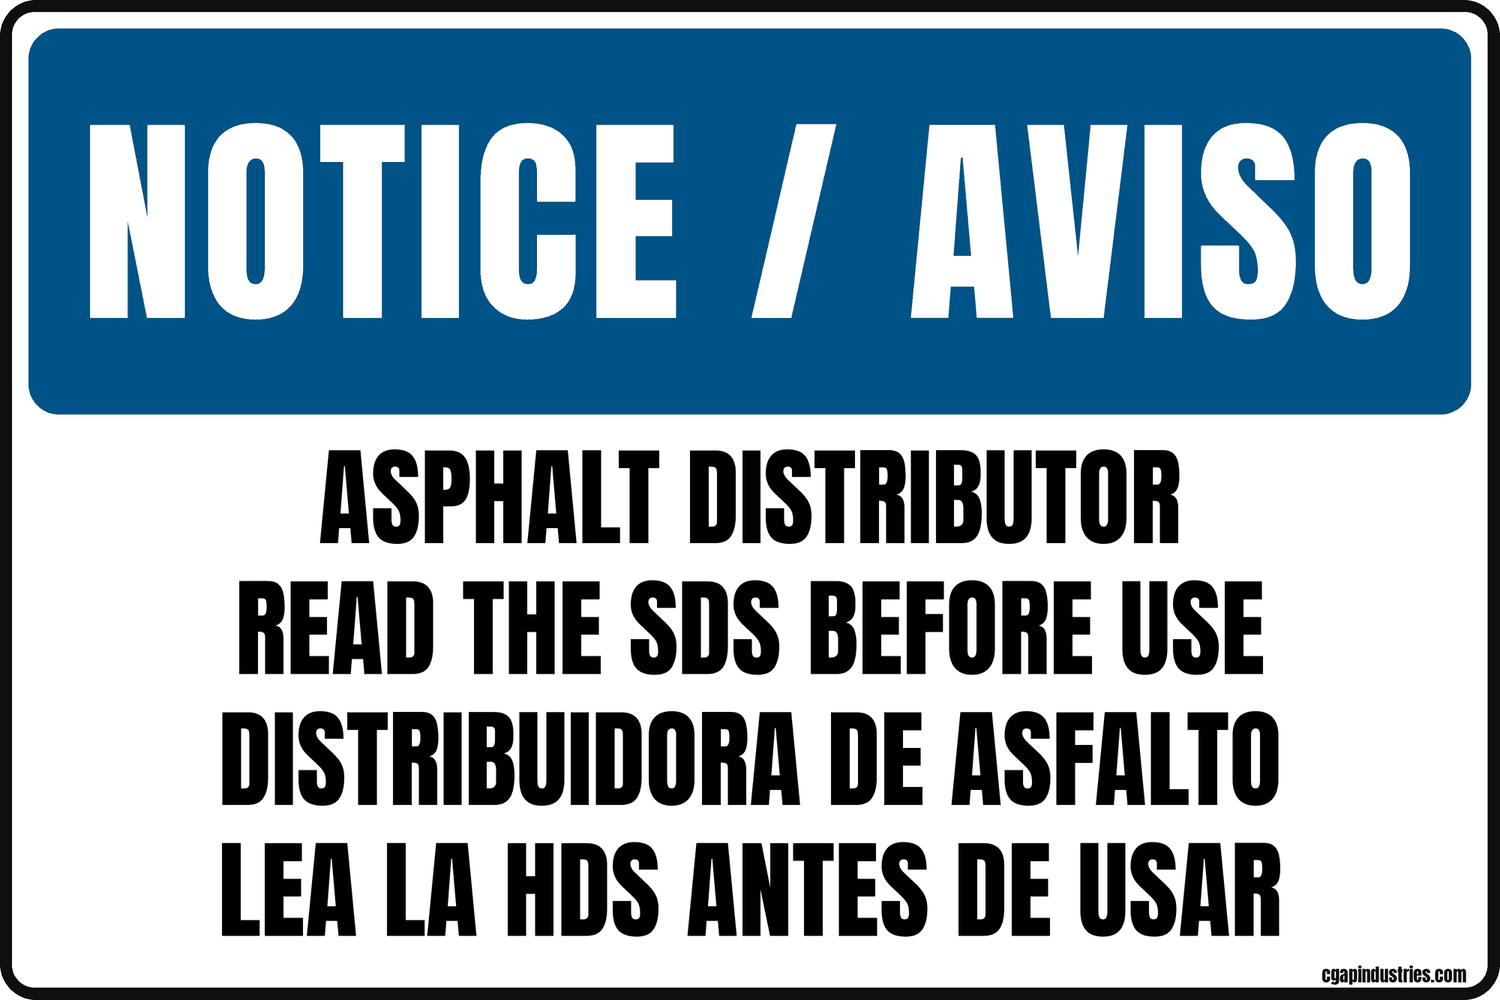 NOTICE / AVISO
ASPHALT DISTRIBUTOR
READ THE SDS BEFORE USE
DISTRIBUIDORA DE ASFALTO
LEA LA HDS ANTES DE USAR
cgapindustries.com